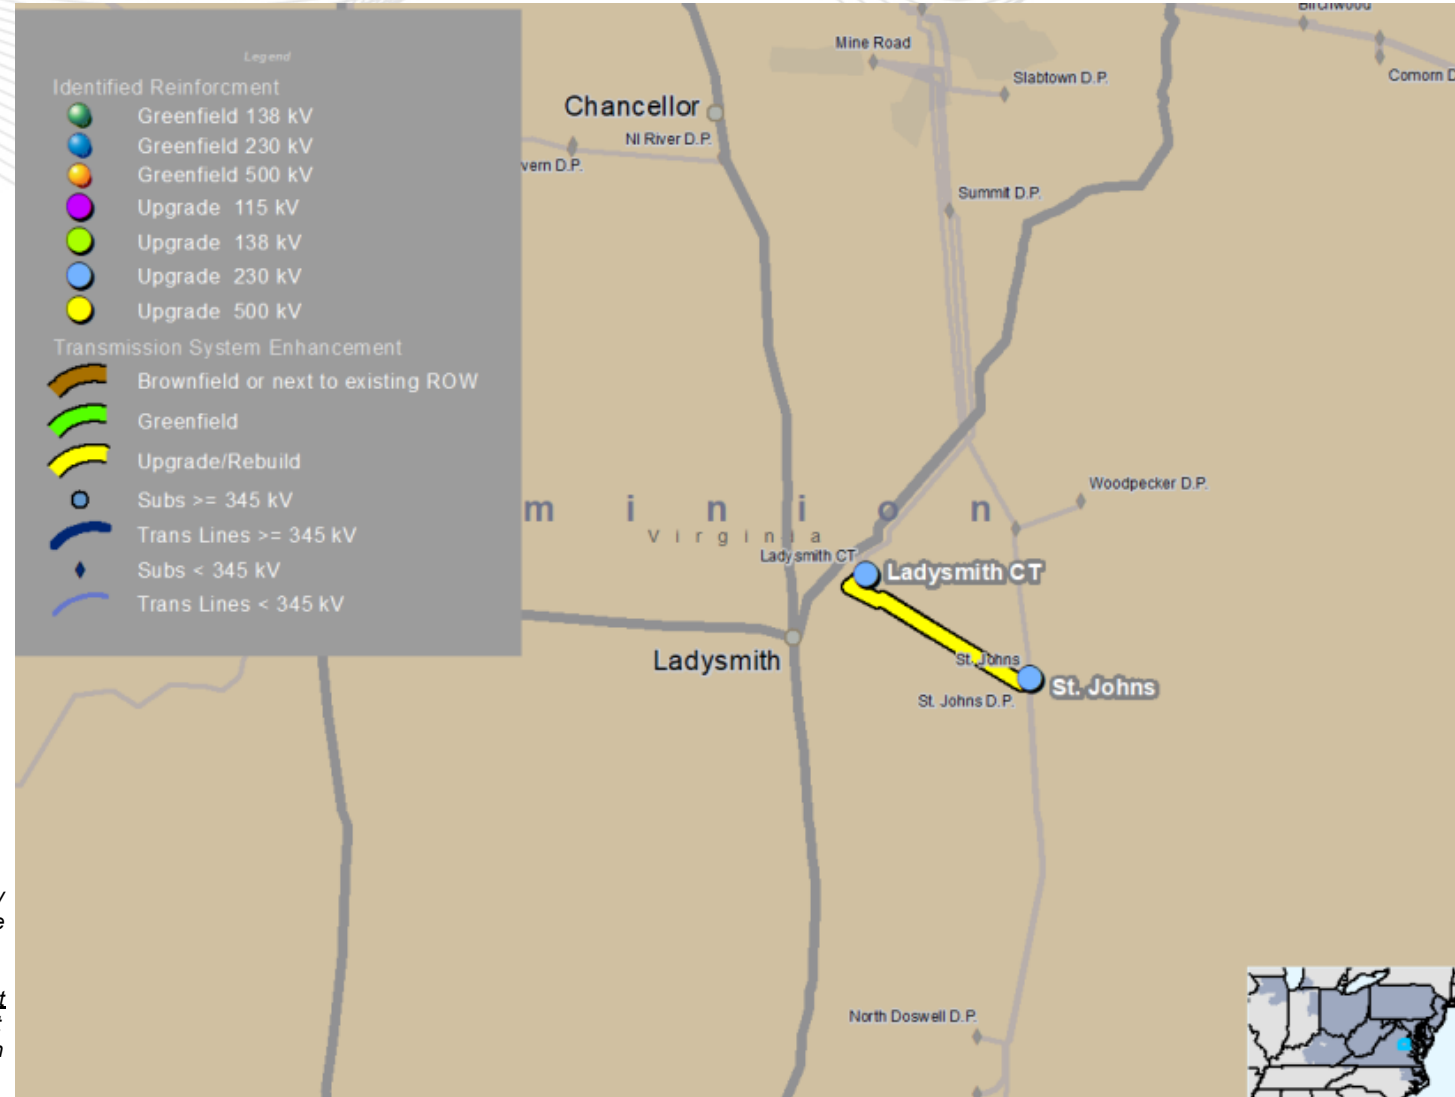 Legend
Identified Reinforcment
Greenfield 138 kV
Greenfield 230 kV
Greenfield 500 kV
Upgrade 115 kV
Upgrade 138 kV
Upgrade 230 kV
Upgrade 500 kV
Transmission System Enhancement
Brownfield or next to existing ROW
Greenfield
Upgrade/Rebuild
Subs >= 345 kV
Trans Lines >= 345 kV
Subs < 345 kV
Trans Lines < 345 kV
Birchwood
Mine Road
Slabtown D.P.
Comorn D
Chancellor
NI River D.P.
vern D.P.
Summit D.P.
Woodpecker D.P.
m i n i o n
Virginia
Ladysmith CT
Ladysmith CT
Ladysmith
St. Johns
St. Johns
St. Johns D.P.
North Doswell D.P.